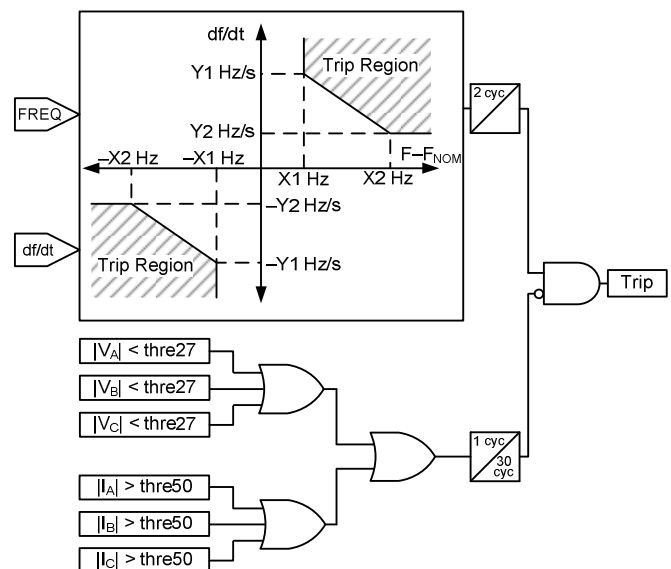 df/dt
Y1 Hz/s
Trip Region
FREQ
2 cyc
Y2 Hz/s
–X2 Hz
–X1 Hz
F–FNOM
X1 Hz
X2 Hz
–Y2 Hz/s
df/dt
Trip Region
–Y1 Hz/s
Trip
|VA| < thre27
|VB| < thre27
|VC| < thre27
1 cyc
30
cyc
|IA| > thre50
|IB| > thre50
|IC| > thre50